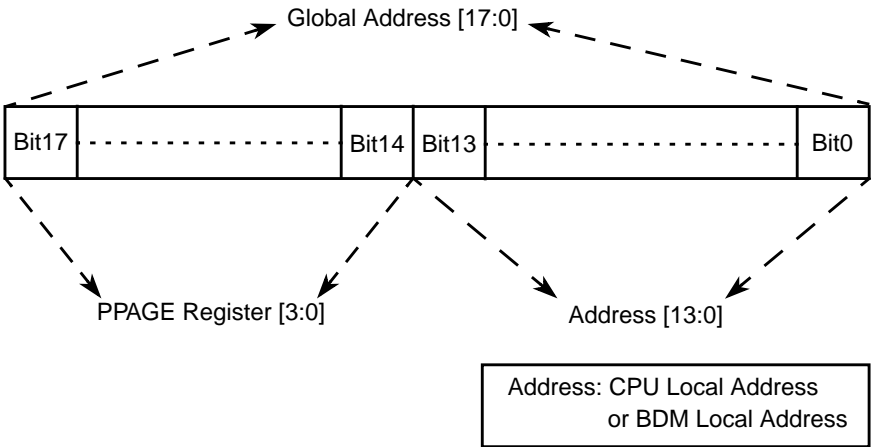 Global Address [17:0]
Bit17
Bit14
Bit13
Bit0
PPAGE Register [3:0]
Address [13:0]
Address: CPU Local Address
or BDM Local Address